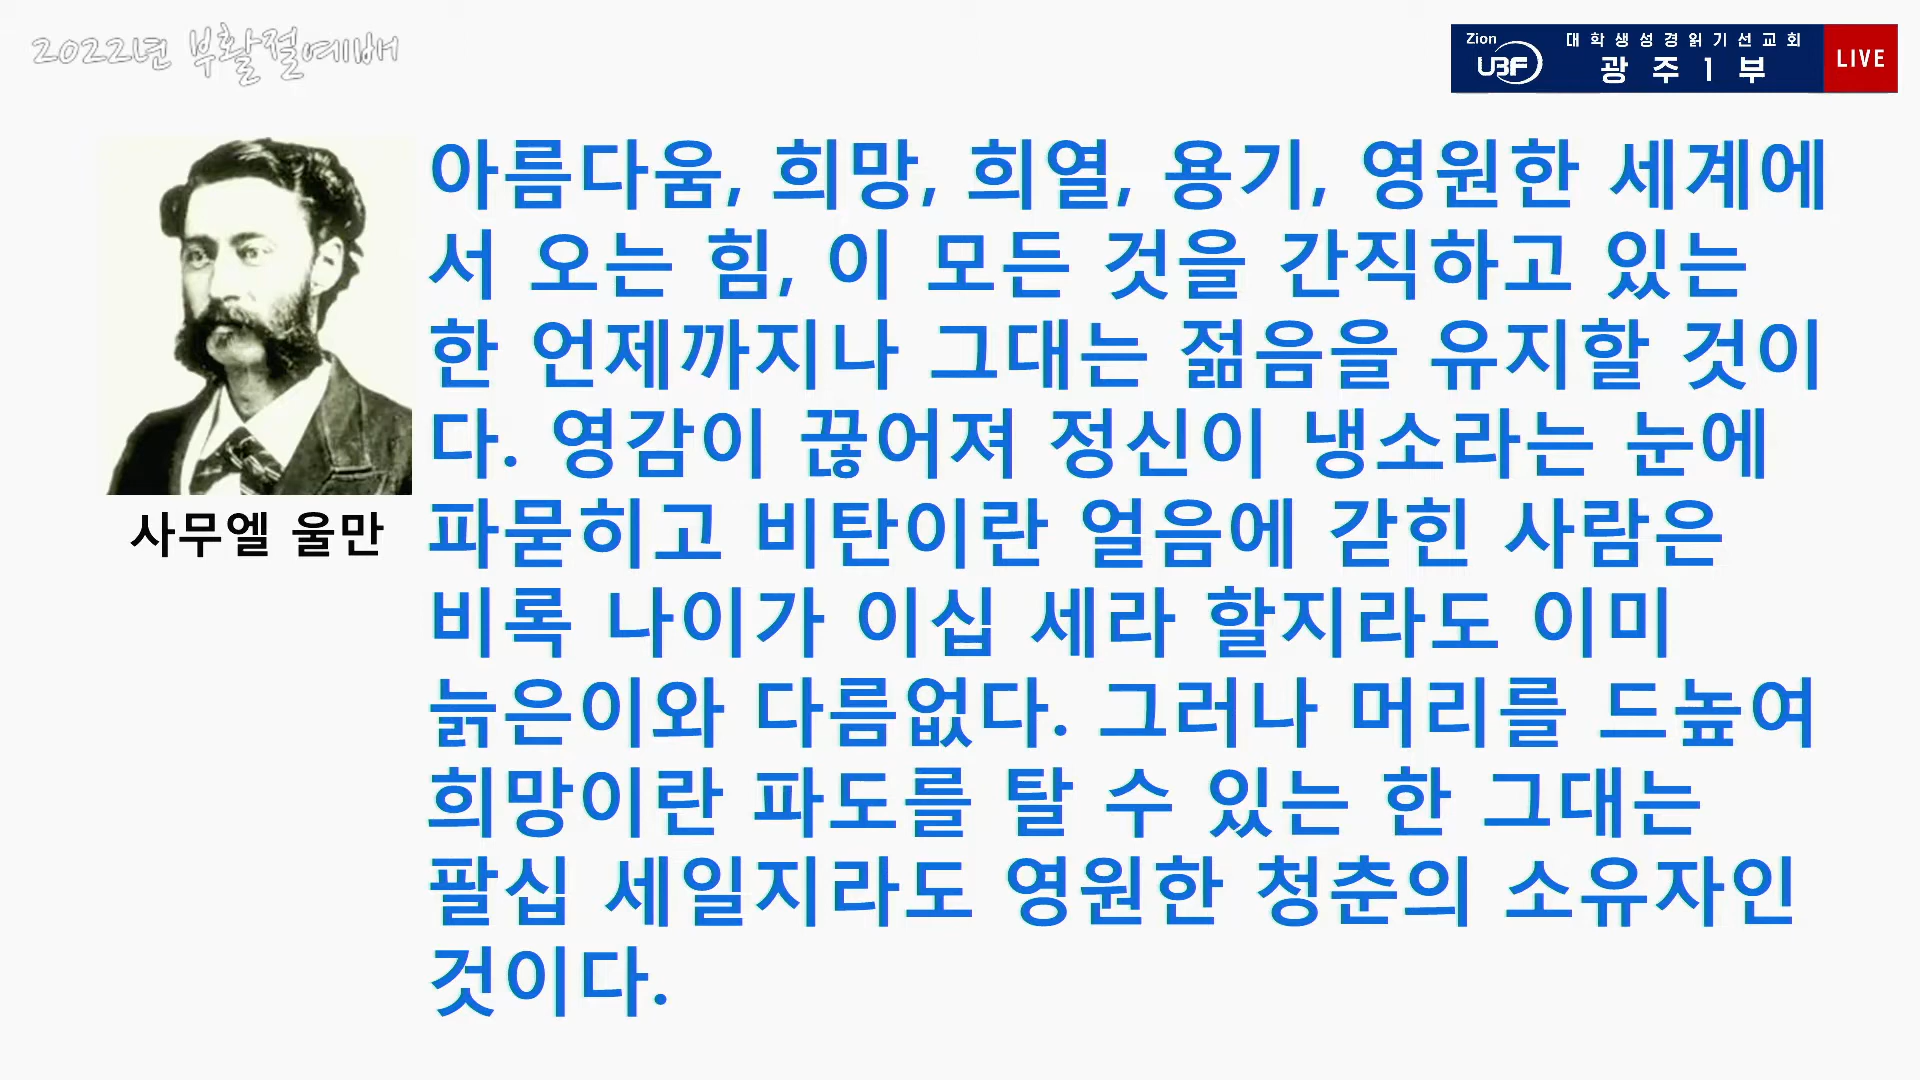 2022년 부활절예배
Zion
UBF
대학생성경읽기선교회
광주1부
LIVE
아름다움, 희망, 희열, 용기, 영원한 세계에
서 오는 힘, 이 모든 것을 간직하고 있는
한 언제까지나 그대는 젊음을 유지할 것이
다. 영감이 끊어져 정신이 냉소라는 눈에
파묻히고 비탄이란 얼음에 갇힌 사람은
비록 나이가 이십 세라 할지라도 이미
늙은이와 다름없다. 그러나 머리를 드높여
희망이란 파도를 탈 수 있는 한 그대는
팔십 세일지라도 영원한 청춘의 소유자인
것이다.
사무엘 울만